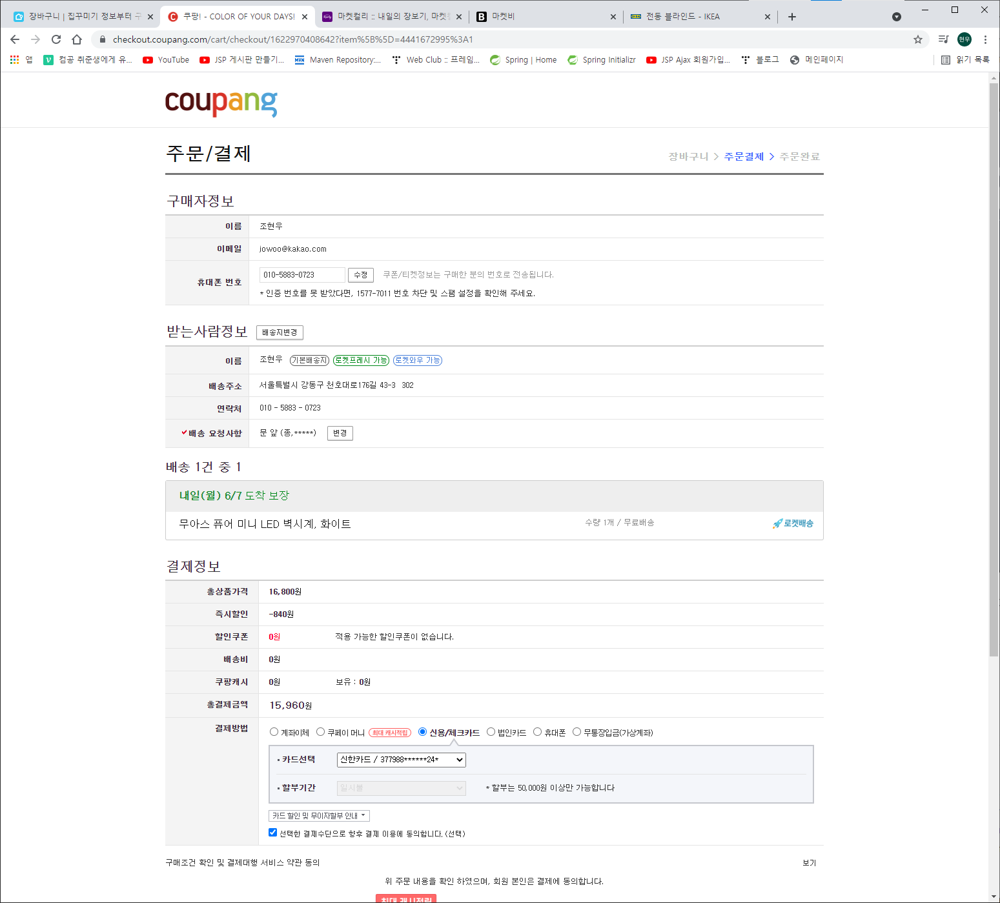 장바구니 | 집꾸미기 정보부터 구
쿠팡! - COLOR OF YOUR DAYS!
마켓컬리 :: 내일의 장보기, 마켓컬
마켓비
전동 블라인드 - IKEA
checkout.coupang.com/cart/checkout/1622970408642?item%5B%5D=4441672995%3A1
현우
앱
컴공 취준생에게 유...
YouTube
JSP 게시판 만들기...
Maven Repository:...
Web Club :: 프레임...
Spring | Home
Spring Initializr
JSP Ajax 회원가입...
블로그
메인페이지
읽기 목록
coupang
주문/결제
장바구니 > 주문결제 > 주문완료
구매자정보
이름 조현우
이메일 jowoo@kakao.com
휴대폰 번호 010-5883-0723 수정 쿠폰/티켓정보는 구매한 분의 번호로 전송됩니다.
* 인증 번호를 못 받았다면, 1577-7011 번호 차단 및 스팸 설정을 확인해 주세요.
받는사람정보 배송지변경
이름 조현우 기본배송지 로켓프레시 가능 로켓와우 가능
배송주소 서울특별시 강동구 천호대로176길 43-3 302
연락처 010 - 5883 - 0723
배송 요청사항 문 앞 (종,*****) 변경
배송 1건 중 1
내일(월) 6/7 도착 보장
무아스 퓨어 미니 LED 벽시계, 화이트 수량 1개 / 무료배송 로켓배송
결제정보
총상품가격 16,800원
즉시할인 -840원
할인쿠폰 0원 적용 가능한 할인쿠폰이 없습니다.
배송비 0원
쿠팡캐시 0원 보유 : 0원
총결제금액 15,960원
결제방법 계좌이체 쿠페이 머니 최대 캐시적립 신용/체크카드 법인카드 휴대폰 무통장입금(가상계좌)
카드선택 신한카드 / 377988******24*
할부기간 일시불 * 할부는 50,000원 이상만 가능합니다
카드 할인 및 무이자할부 안내
선택한 결제수단으로 향후 결제 이용에 동의합니다. (선택)
구매조건 확인 및 결제대행 서비스 약관 동의 보기
위 주문 내용을 확인 하였으며, 회원 본인은 결제에 동의합니다.
최대 캐시적립